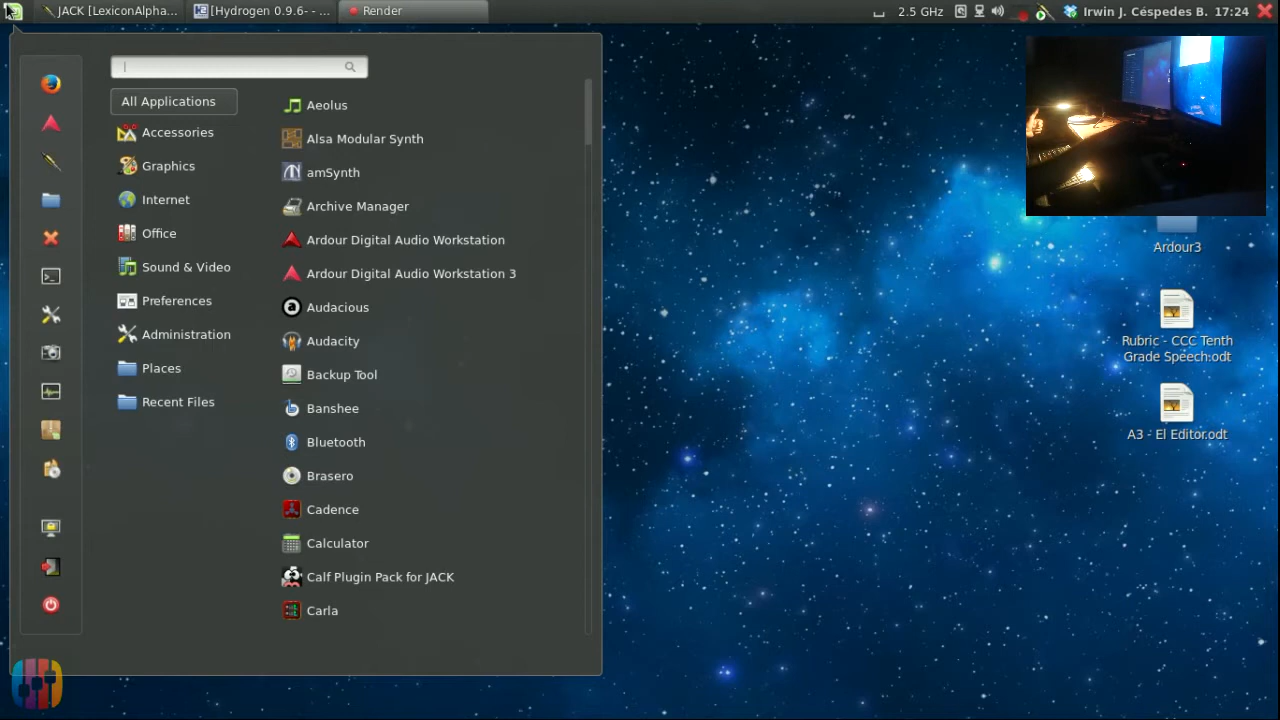 JACK [LexiconAlpha... [Hydrogen 0.9.6- - ... Render 2.5 GHz Irwin J. Céspedes B. 17:24
All Applications
Accessories
Graphics
Internet
Office
Sound & Video
Preferences
Administration
Places
Recent Files
Aeolus
Alsa Modular Synth
amSynth
Archive Manager
Ardour Digital Audio Workstation
Ardour Digital Audio Workstation 3
Audacious
Audacity
Backup Tool
Banshee
Bluetooth
Brasero
Cadence
Calculator
Calf Plugin Pack for JACK
Carla
Ardour3
Rubric - CCC Tenth
Grade Speech.odt
A3 - El Editor.odt